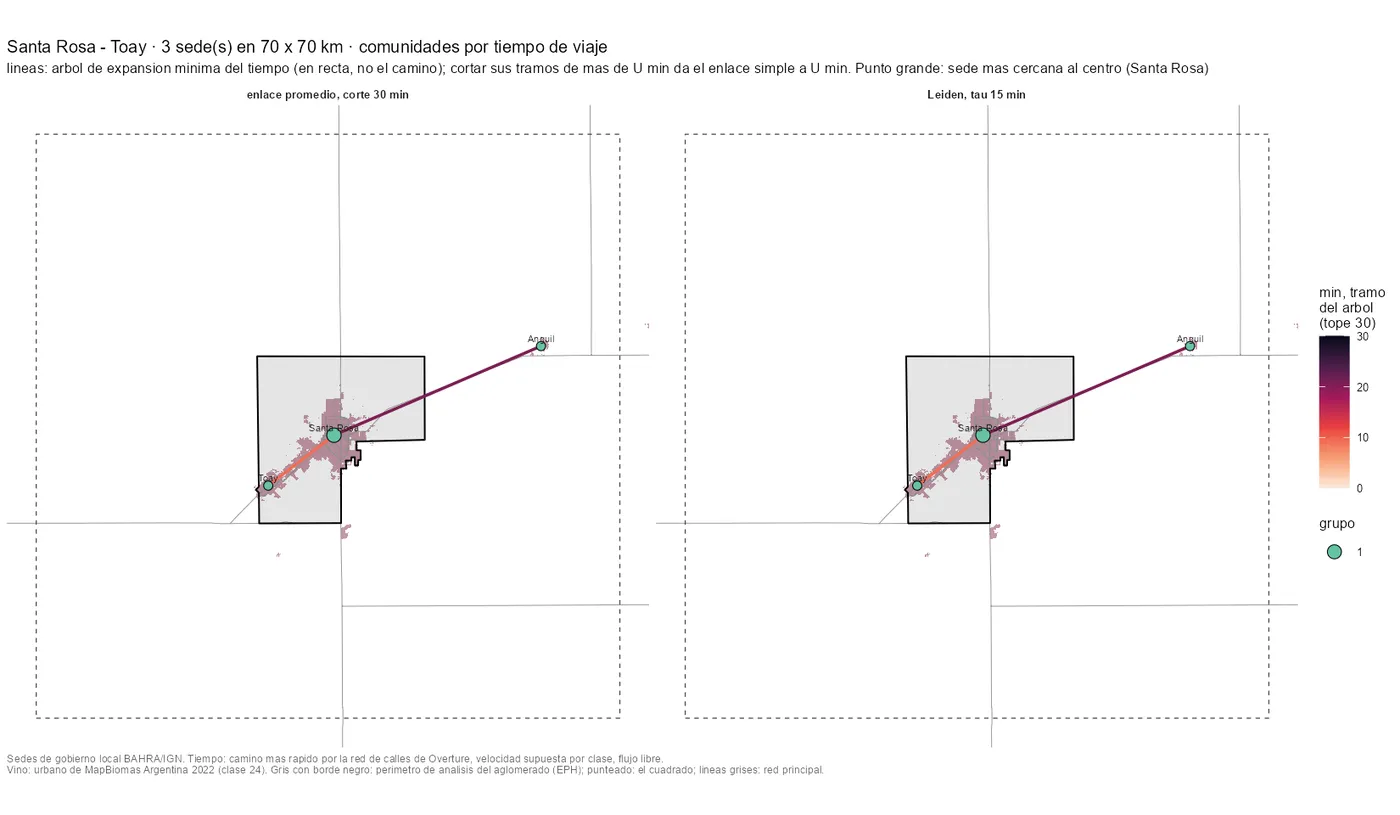 Santa Rosa - Toay · 3 sede(s) en 70 x 70 km · comunidades por tiempo de viaje
lineas: arbol de expansion minima del tiempo (en recta, no el camino); cortar sus tramos de mas de U min da el enlace simple a U min. Punto grande: sede mas cercana al centro (Santa Rosa)
enlace promedio, corte 30 min
Leiden, tau 15 min
Anguil
Santa Rosa
Toay
Anguil
Santa Rosa
Toay
min, tramo
del arbol
(tope 30)
30
20
10
0
grupo
1
Sedes de gobierno local BAHRA/IGN. Tiempo: camino mas rapido por la red de calles de Overture, velocidad supuesta por clase, flujo libre.
Vino: urbano de MapBiomas Argentina 2022 (clase 24). Gris con borde negro: perimetro de analisis del aglomerado (EPH); punteado: el cuadrado; lineas grises: red principal.